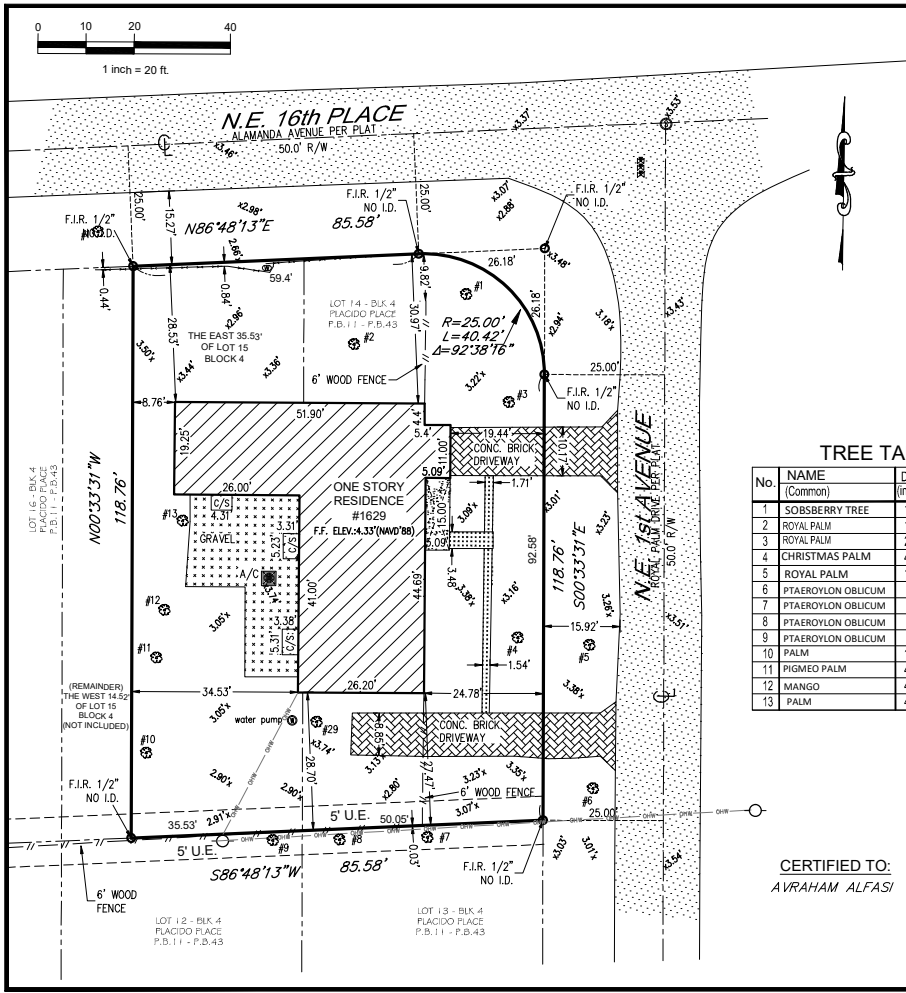 0 10 20 40
1 inch = 20 ft.
N.E. 16th PLACE
ALAMANDA AVENUE PER PLAT
50.0' R/W
x3.46'
x3.37'
x3.53'
25.00'
15.27'
F.I.R. 1/2"
x2.98'
N86°48'13"E
85.58'
F.I.R. 1/2"
NO I.D.
25.00'
x3.07'
x2.88'
F.I.R. 1/2"
NO I.D.
2.66'
59.4'
0.44'
0.84'
9.82'
26.18'
26.18'
x3.48'
x3.43'
28.53'
x2.96'
30.97'
#1
LOT 14 - BLK 4
PLACIDO PLACE
P.B.11 - P.B.43
R=25.00'
L=40.42'
Δ=92°38'16"
x2.94'
3.18'x
THE EAST 35.53'
OF LOT 15
BLOCK 4
#2
3.50'x
x3.44'
x3.36'
6' WOOD FENCE
3.22'x
#3
25.00'
F.I.R. 1/2"
NO I.D.
8.76'
51.90'
4.4'
5.4'
19.44'
19.25'
11.00'
CONC. BRICK
DRIVEWAY
10.17'
LOT 16 - BLK 4
PLACIDO PLACE
P.B.11 - P.B.43
N00°33'31"W
118.76'
26.00'
C/S
4.31'
#13
GRAVEL
3.31'
5.23'
C/S
ONE STORY
RESIDENCE
#1629
F.F. ELEV.:4.33'(NAVD'88)
5.09'
15.00'
5.09'
1.71'
3.09'x
x3.01'
x3.23'
N.E. 1st AVENUE
ROYAL PALM DRIVE PER PLAT
50.0' R/W
A/C
x3.74'
41.00'
44.69'
3.48'
3.38'x
x3.16'
92.58'
118.76'
S00°33'31"E
3.26'x
#12
3.05'x
3.38'
5.31'
C/S
#11
#4
#5
15.92'
x3.51'
1.54'
3.38'x
(REMAINDER)
THE WEST 14.52'
OF LOT 15
BLOCK 4
(NOT INCLUDED)
34.53'
26.20'
24.78'
3.05'x
water pump
#29
x3.74'
CONC. BRICK
DRIVEWAY
6.85'
#10
OHW
28.70'
3.13'x
27.47'
3.23'x
3.35'x
F.I.R. 1/2"
NO I.D.
2.90'x
2.90'x
x2.80'
6' WOOD FENCE
3.07'x
#6
2.91'x
35.53'
5' U.E.
50.05'
25.00'
OHW
5' U.E.
#9
#8
#7
0.03'
x3.03'
3.01'x
x3.54'
6' WOOD
FENCE
S86°48'13"W
85.58'
F.I.R. 1/2"
NO I.D.
LOT 12 - BLK 4
PLACIDO PLACE
P.B.11 - P.B.43
LOT 13 - BLK 4
PLACIDO PLACE
P.B.11 - P.B.43
TREE TA
No. NAME
(Common)
1 SOBSBERRY TREE
2 ROYAL PALM
3 ROYAL PALM
4 CHRISTMAS PALM
5 ROYAL PALM
6 PTAEROYLON OBLICUM
7 PTAEROYLON OBLICUM
8 PTAEROYLON OBLICUM
9 PTAEROYLON OBLICUM
10 PALM
11 PIGMEO PALM
12 MANGO
13 PALM
CERTIFIED TO:
AVRAHAM ALFASI